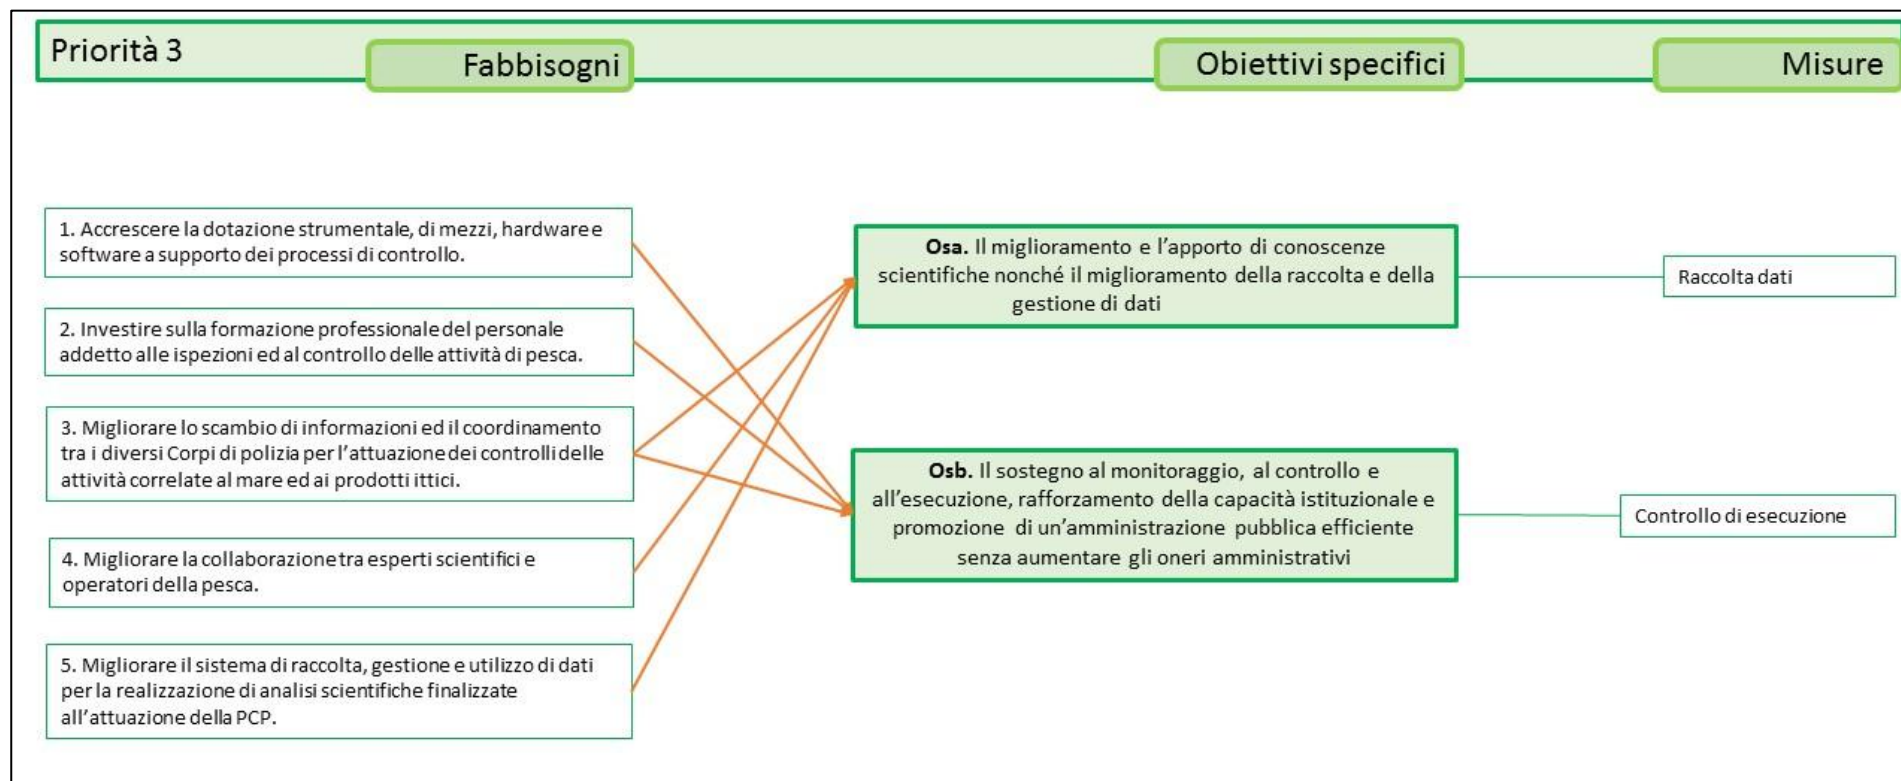 Priorità 3
Fabbisogni
Obiettivi specifici
Misure
1. Accrescere la dotazione strumentale, di mezzi, hardware e
software a supporto dei processi di controllo.
2. Investire sulla formazione professionale del personale
addetto alle ispezioni ed al controllo delle attività di pesca.
3. Migliorare lo scambio di informazioni ed il coordinamento
tra i diversi Corpi di polizia per l'attuazione dei controlli delle
attività correlate al mare ed ai prodotti ittici.
4. Migliorare la collaborazione tra esperti scientifici e
operatori della pesca.
5. Migliorare il sistema di raccolta, gestione e utilizzo di dati
per la realizzazione di analisi scientifiche finalizzate
all'attuazione della PCP.
Osa. Il miglioramento e l'apporto di conoscenze
scientifiche nonché il miglioramento della raccolta e della
gestione di dati
Osb. Il sostegno al monitoraggio, al controllo e
all'esecuzione, rafforzamento della capacità istituzionale e
promozione di un'amministrazione pubblica efficiente
senza aumentare gli oneri amministrativi
Raccolta dati
Controllo di esecuzione